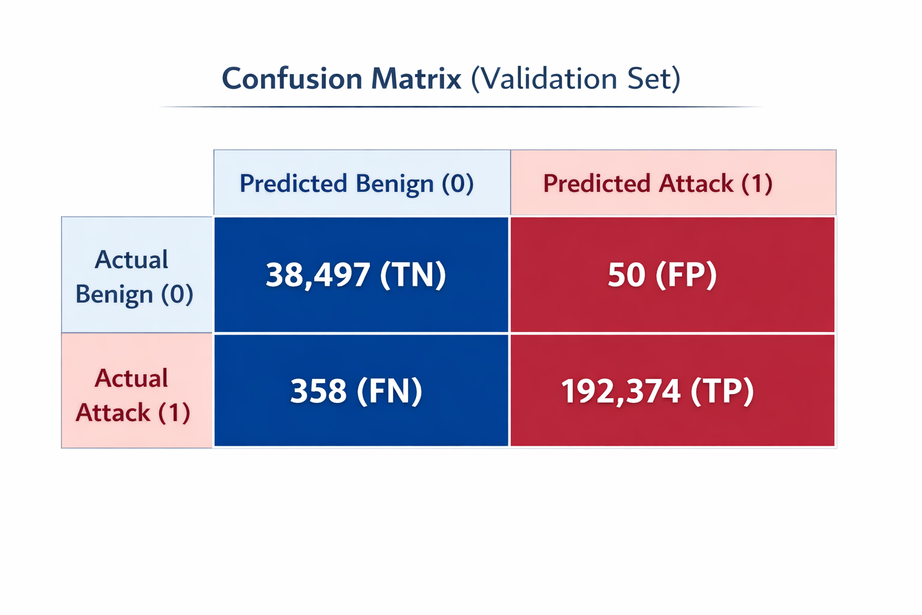 Confusion Matrix (Validation Set)
Predicted Benign (0)
Predicted Attack (1)
Actual
Benign (0)
38,497 (TN)
50 (FP)
Actual
Attack (1)
358 (FN)
192,374 (TP)